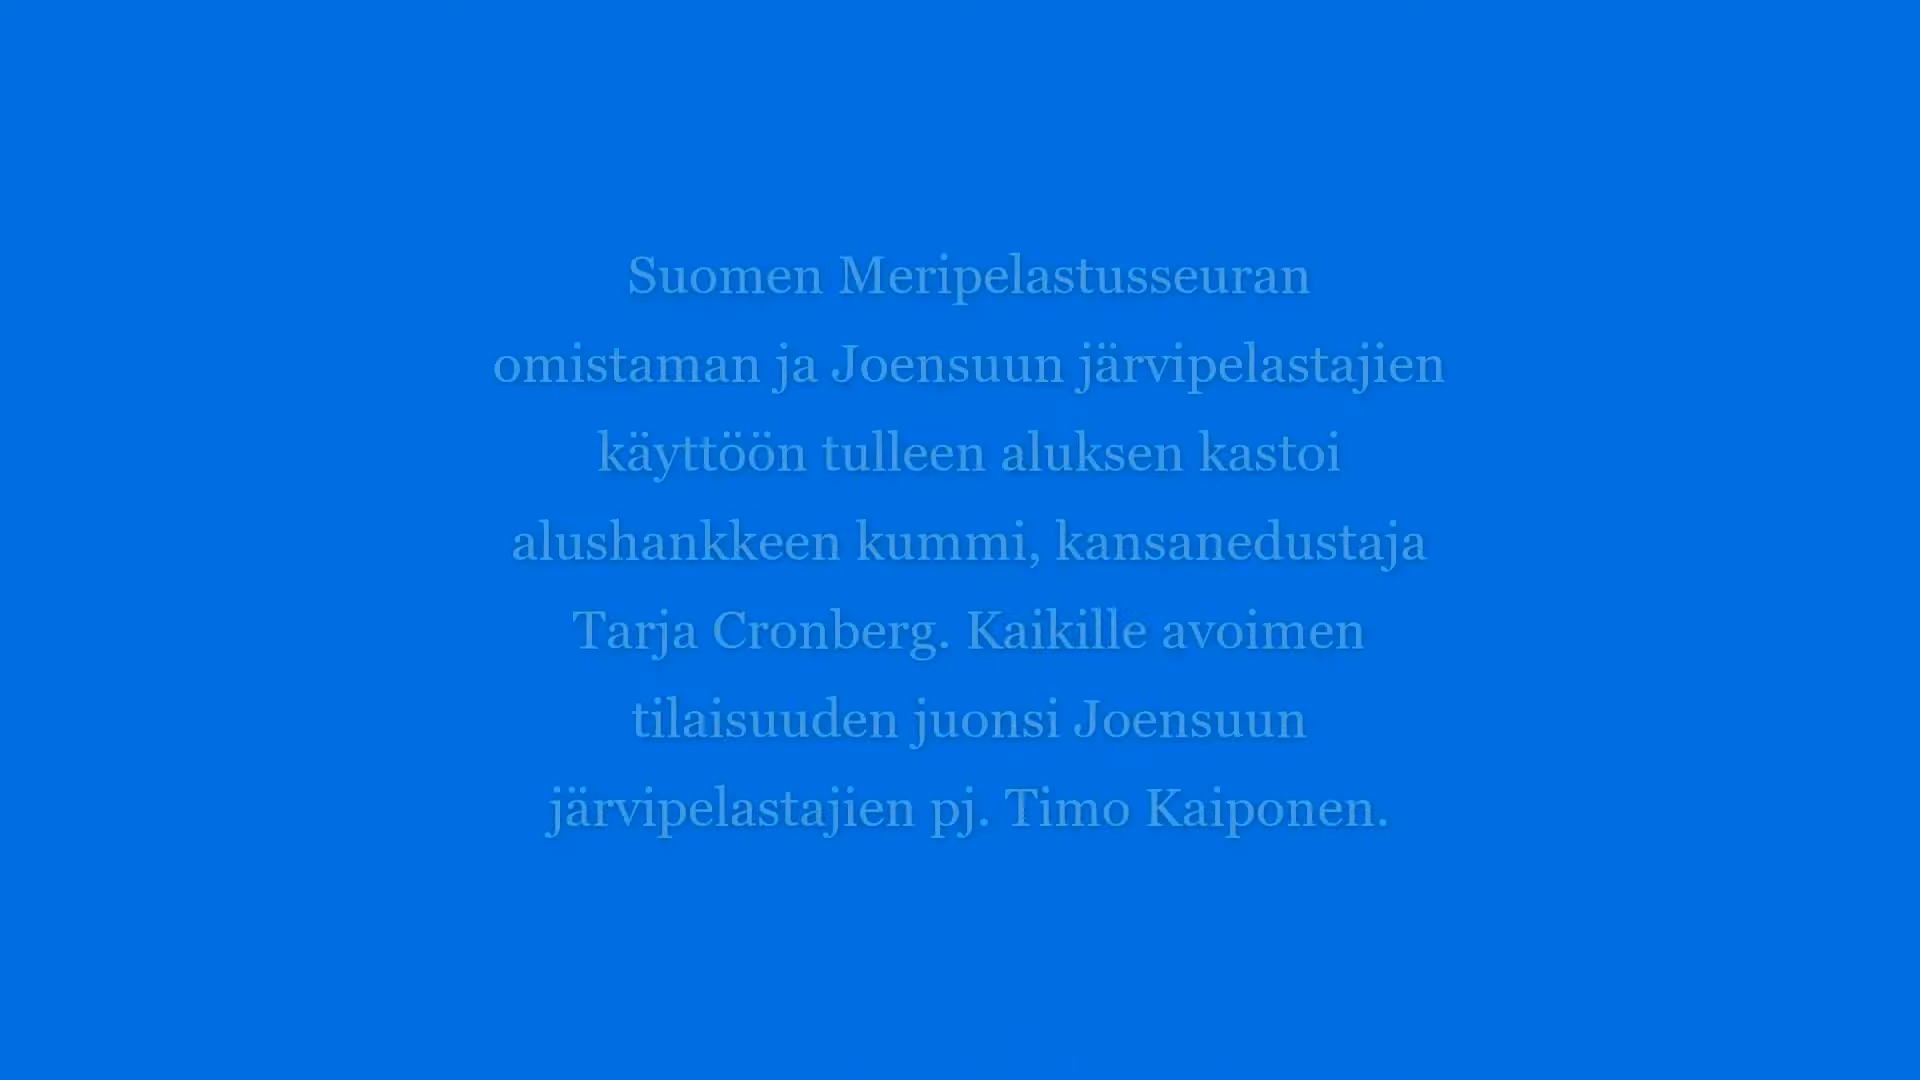 Suomen Meripelastusseuran
omistaman ja Joensuun järvipelastajien
käyttöön tulleen aluksen kastoi
alushankkeen kummi, kansanedustaja
Tarja Cronberg. Kaikille avoimen
tilaisuuden juonsi Joensuun
järvipelastajien pj. Timo Kaiponen.